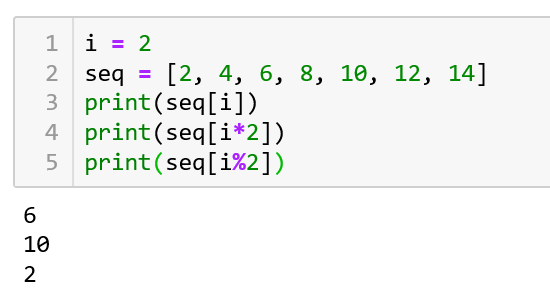 1 i = 2
2 seq = [2, 4, 6, 8, 10, 12, 14]
3 print(seq[i])
4 print(seq[i*2])
5 print(seq[i%2])
6
10
2